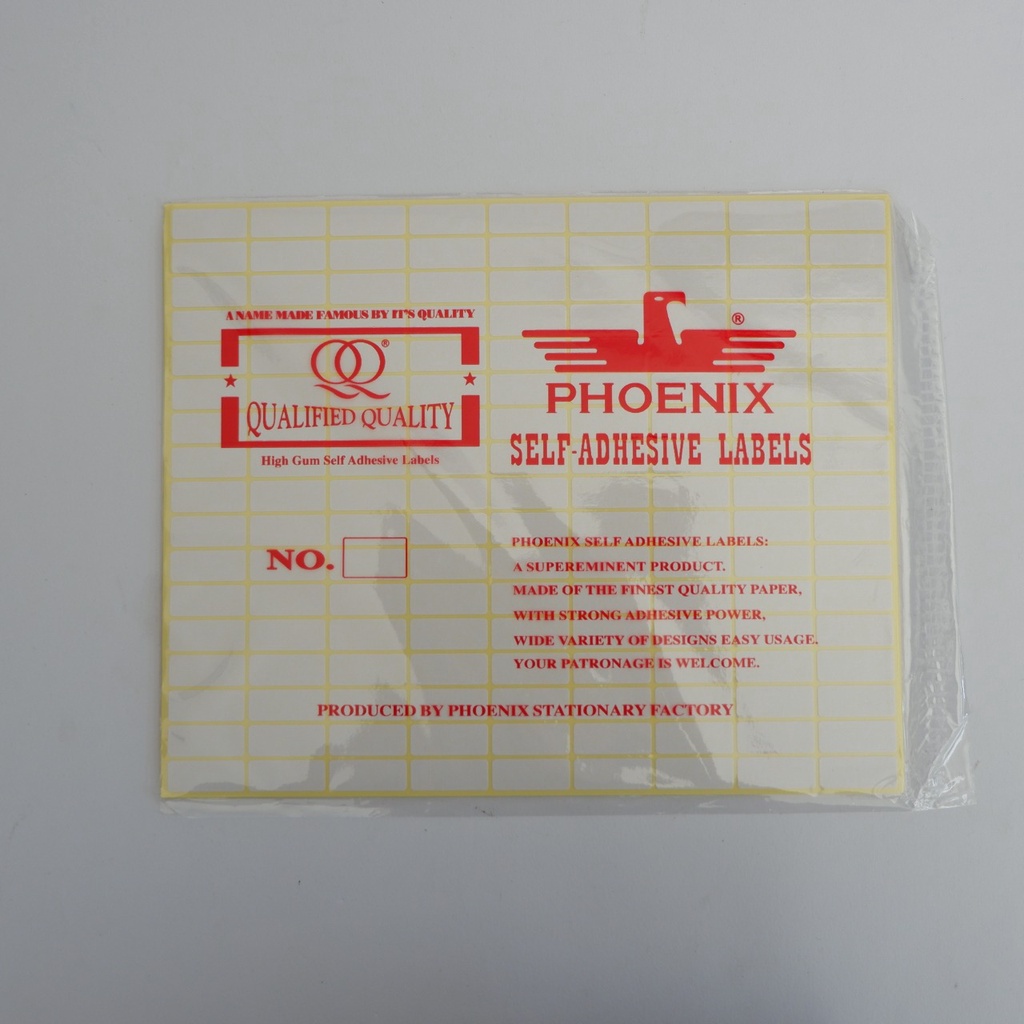 A NAME MADE FAMOUS BY IT'S QUALITY
QQ®
QUALIFIED QUALITY
High Gum Self Adhesive Labels
®
PHOENIX
SELF-ADHESIVE LABELS
NO.
PHOENIX SELF ADHESIVE LABELS:
A SUPEREMINENT PRODUCT.
MADE OF THE FINEST QUALITY PAPER,
WITH STRONG ADHESIVE POWER,
WIDE VARIETY OF DESIGNS EASY USAGE.
YOUR PATRONAGE IS WELCOME.
PRODUCED BY PHOENIX STATIONARY FACTORY